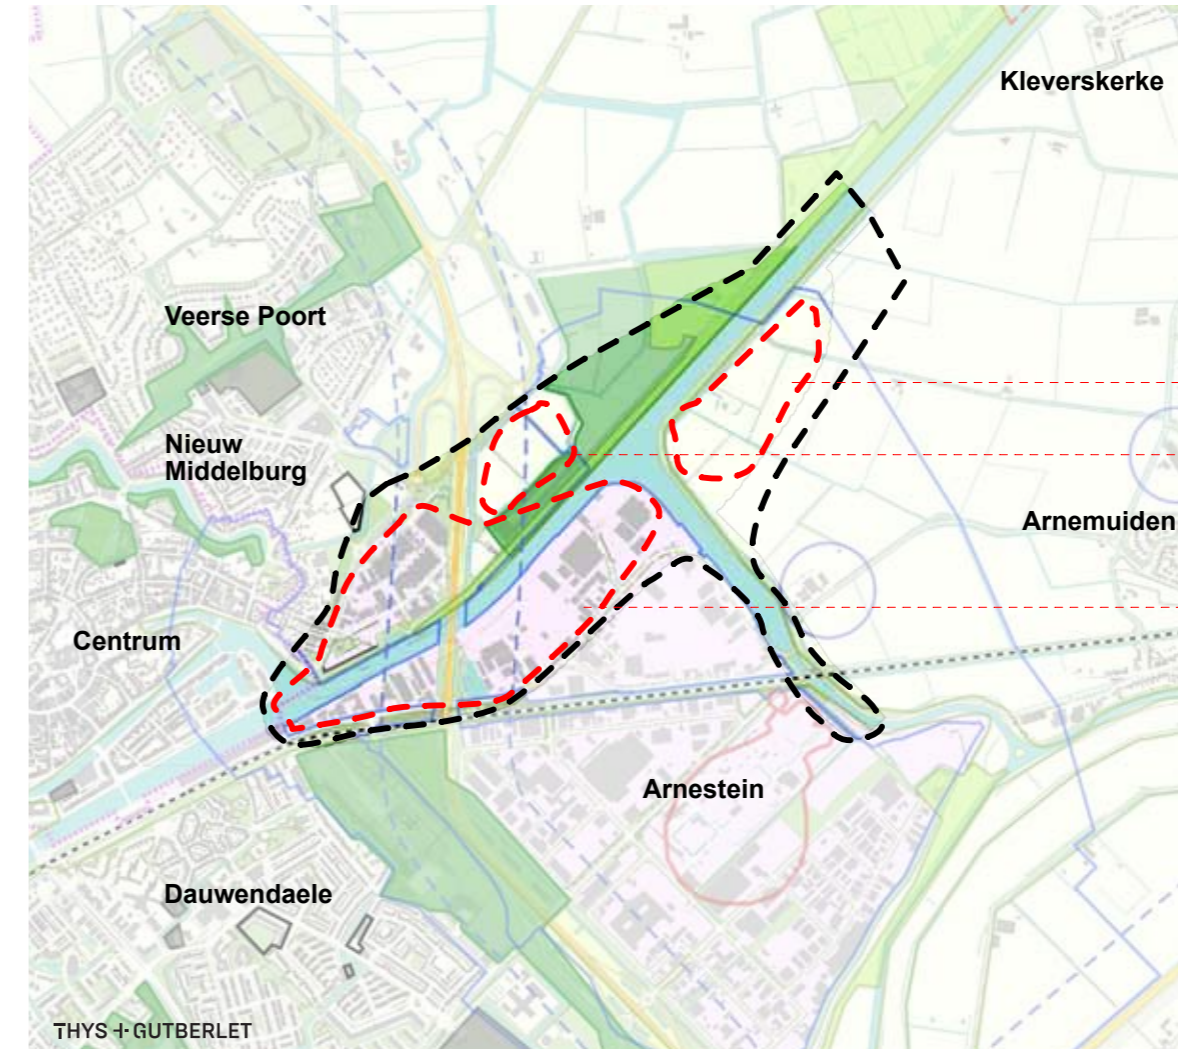 Kleverskerke
Veerse Poort
Nieuw
Middelburg
Arnemuiden
Centrum
Arnestein
Dauwendaele
THYS + GUTBERLET